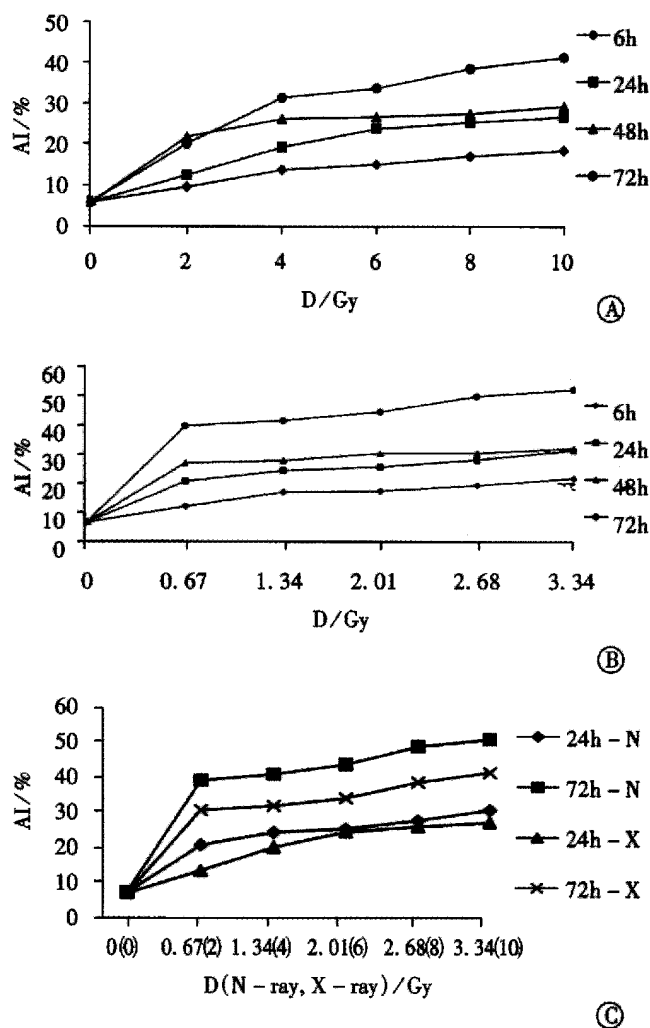 50
40
30
20
10
0
AI/%
0 2 4 6 8 10
D/Gy
6h
24h
48h
72h
A
60
50
40
30
20
10
0
AI/%
0 0.67 1.34 2.01 2.68 3.34
D/Gy
6h
24h
48h
72h
B
60
50
40
30
20
10
0
AI/%
0(0) 0.67(2) 1.34(4) 2.01(6) 2.68(8) 3.34(10)
D(N-ray, X-ray)/Gy
24h-N
72h-N
24h-X
72h-X
C